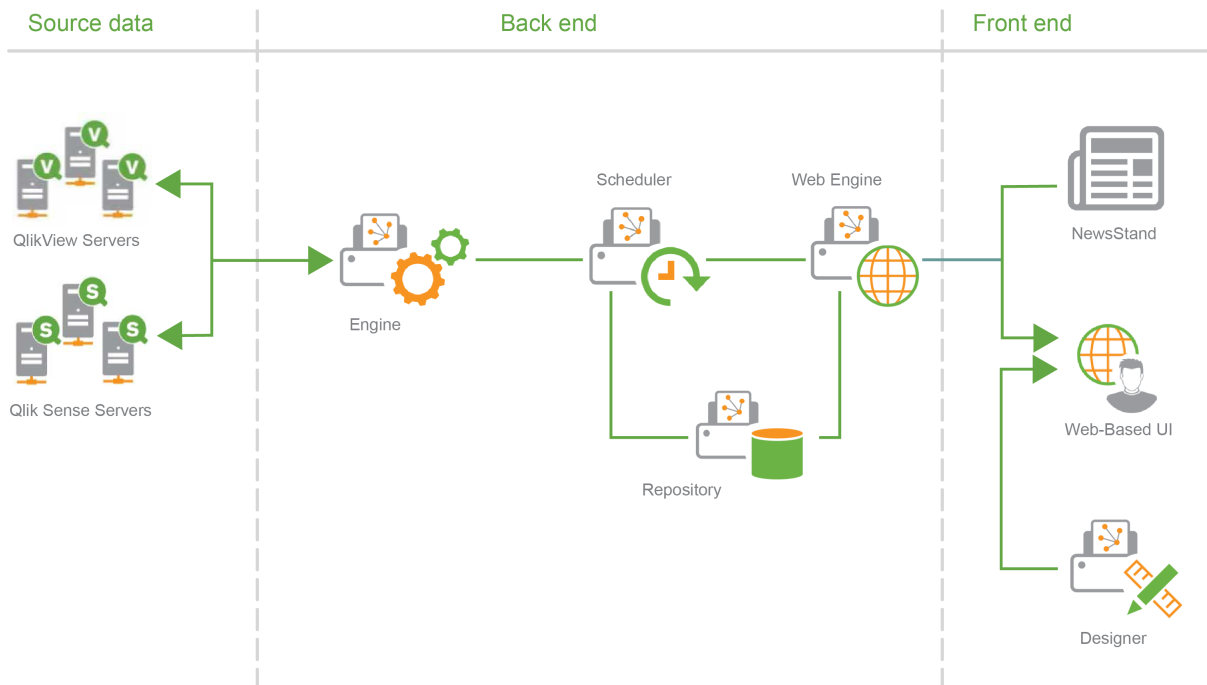 Source data
Back end
Front end
V
V
V
QlikView Servers
S
S
S
Qlik Sense Servers
Engine
Scheduler
Web Engine
Repository
NewsStand
Web-Based UI
Designer